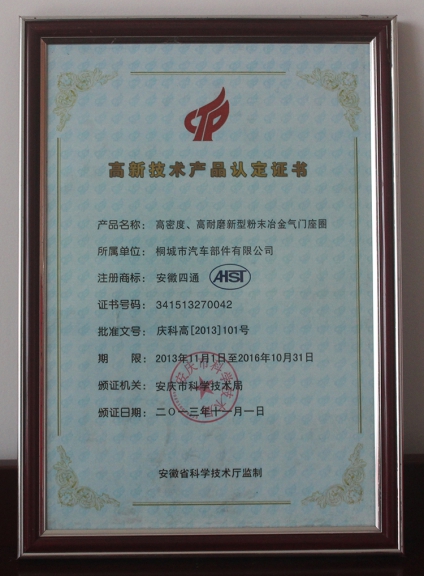 高新技术产品认定证书
产品名称： 高密度、高耐磨新型粉末冶金气门座圈
所属单位： 桐城市汽车部件有限公司
注册商标： 安徽四通 AHST
证书号码： 341513270042
批准文号： 庆科高[2013]101号
期 限： 2013年11月1日至2016年10月31日
颁证机关： 安庆市科学技术局
颁证日期： 二〇一三年十一月一日
安徽省科学技术厅监制